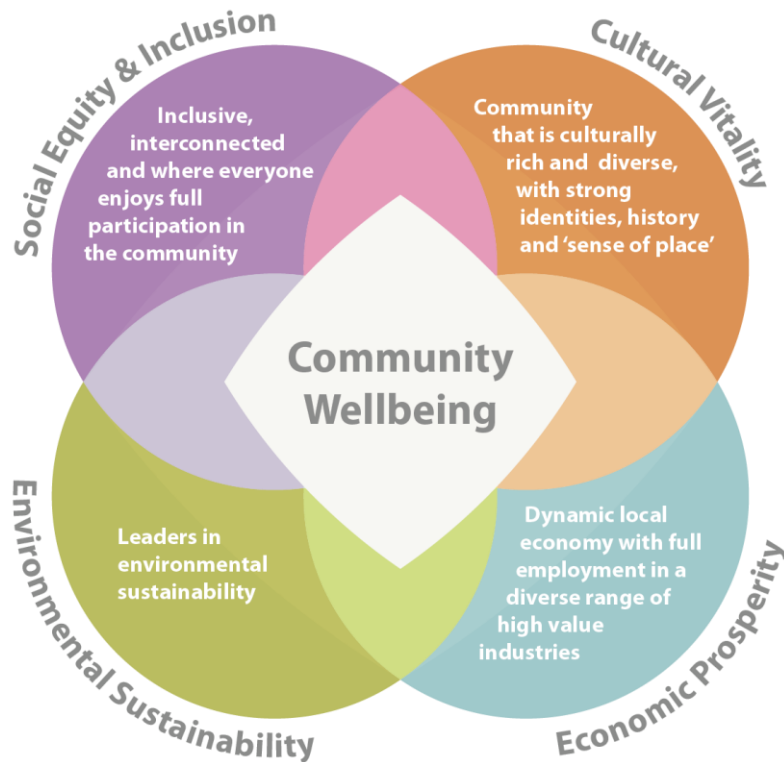 Social Equity & Inclusion
Inclusive,
interconnected
and where everyone
enjoys full
participation in
the community
Cultural Vitality
Community
that is culturally
rich and diverse,
with strong
identities, history
and ‘sense of place’
Community
Wellbeing
Environmental Sustainability
Leaders in
environmental
sustainability
Economic Prosperity
Dynamic local
economy with full
employment in a
diverse range of
high value
industries